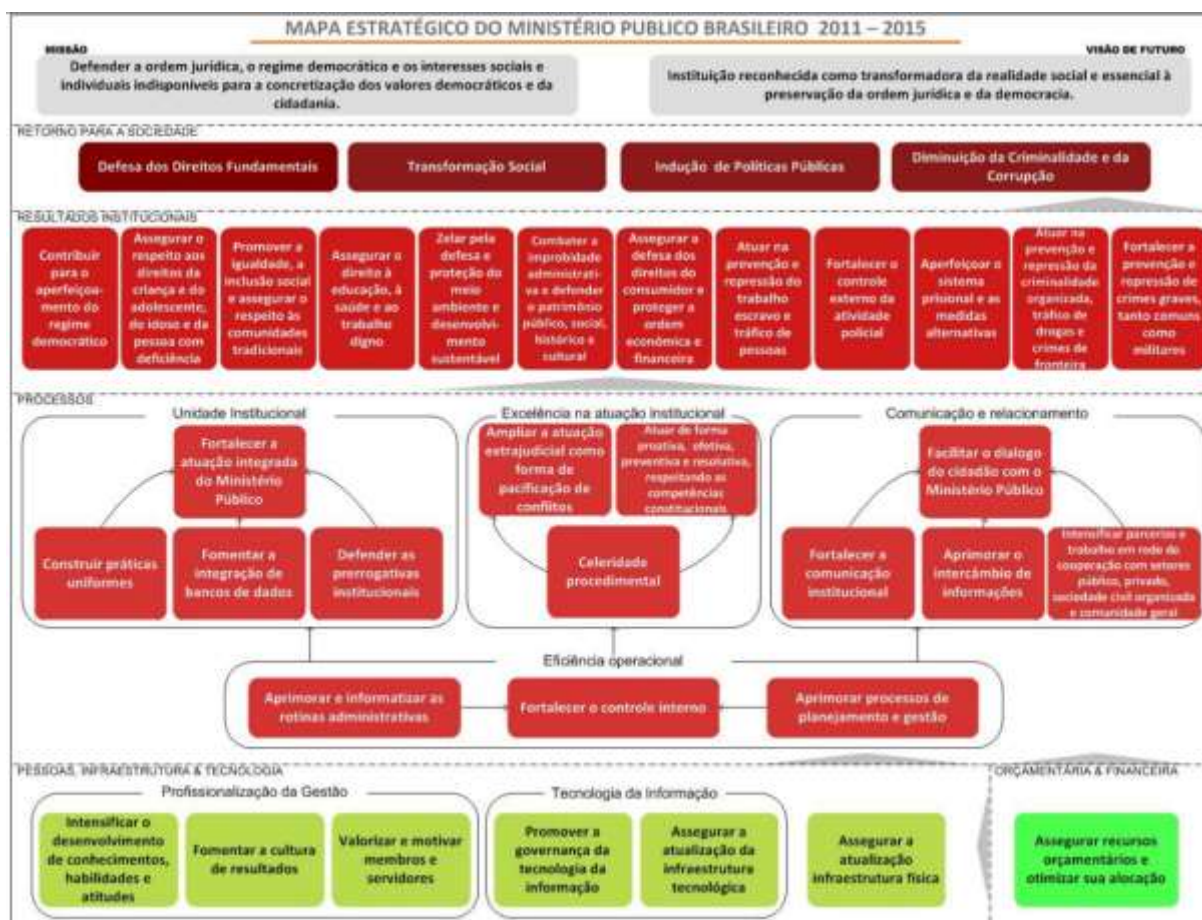 MAPA ESTRATÉGICO DO MINISTÉRIO PUBLICO BRASILEIRO 2011 – 2015
MISSÃO
Defender a ordem jurídica, o regime democrático e os interesses sociais e
individuais indisponíveis para a concretização dos valores democráticos e da
cidadania.
VISÃO DE FUTURO
Instituição reconhecida como transformadora da realidade social e essencial à
preservação da ordem jurídica e da democracia.
RETORNO PARA A SOCIEDADE
Defesa dos Direitos Fundamentais
Transformação Social
Indução de Políticas Públicas
Diminuição da Criminalidade e da
Corrupção
RESULTADOS INSTITUCIONAIS
Contribuir
para o
aperfeiçoa-
mento do
regime
democrático
Assegurar o
respeito aos
direitos da
criança e do
adolescente,
do idoso e da
pessoa com
deficiência
Promover a
igualdade, a
inclusão social
e assegurar o
respeito às
comunidades
tradicionais
Assegurar o
direito à
educação, à
saúde e ao
trabalho
digno
Zelar pela
defesa e
proteção do
meio
ambiente e
desenvolvi-
mento
sustentável
Combater a
improbidade
administrati-
va e defender
o patrimônio
público, social,
histórico e
cultural
Assegurar a
defesa dos
direitos do
consumidor e
proteger a
ordem
econômica e
financeira
Atuar na
prevenção e
repressão do
trabalho
escravo e
tráfico de
pessoas
Fortalecer o
controle
externo da
atividade
policial
Aperfeiçoar o
sistema
prisional e as
medidas
alternativas
Atuar na
prevenção e
repressão da
criminalidade
organizada,
tráfico de
drogas e
crimes de
fronteira
Fortalecer a
prevenção e
repressão de
crimes graves,
tanto comuns
como
militares
PROCESSOS
Unidade Institucional
Fortalecer a
atuação integrada
do Ministério
Público
Construir práticas
uniformes
Fomentar a
integração de
bancos de dados
Defender as
prerrogativas
institucionais
Excelência na atuação Institucional
Ampliar a atuação
extrajudicial como
forma de
pacificação de
conflitos
Atuar de forma
proativa, efetiva,
preventiva e resolutiva,
respeitando as
competências
constitucionais
Celeridade
procedimental
Comunicação e relacionamento
Facilitar o dialogo
do cidadão com o
Ministério Público
Fortalecer a
comunicação
institucional
Aprimorar o
intercâmbio de
informações
Intensificar parcerias e
trabalho em rede de
cooperação com setores
público, privado,
sociedade civil organizada
e comunidade geral
Eficiência operacional
Aprimorar e informatizar as
rotinas administrativas
Fortalecer o controle interno
Aprimorar processos de
planejamento e gestão
PESSOAS, INFRAESTRUTURA & TECNOLOGIA
Profissionalização da Gestão
Intensificar o
desenvolvimento
de conhecimentos,
habilidades e
atitudes
Fomentar a cultura
de resultados
Valorizar e motivar
membros e
servidores
Tecnologia da Informação
Promover a
governança da
tecnologia da
informação
Assegurar a
atualização da
infraestrutura
tecnológica
Assegurar a
atualização
infraestrutura física
ORÇAMENTÁRIA & FINANCEIRA
Assegurar recursos
orçamentários e
otimizar sua alocação